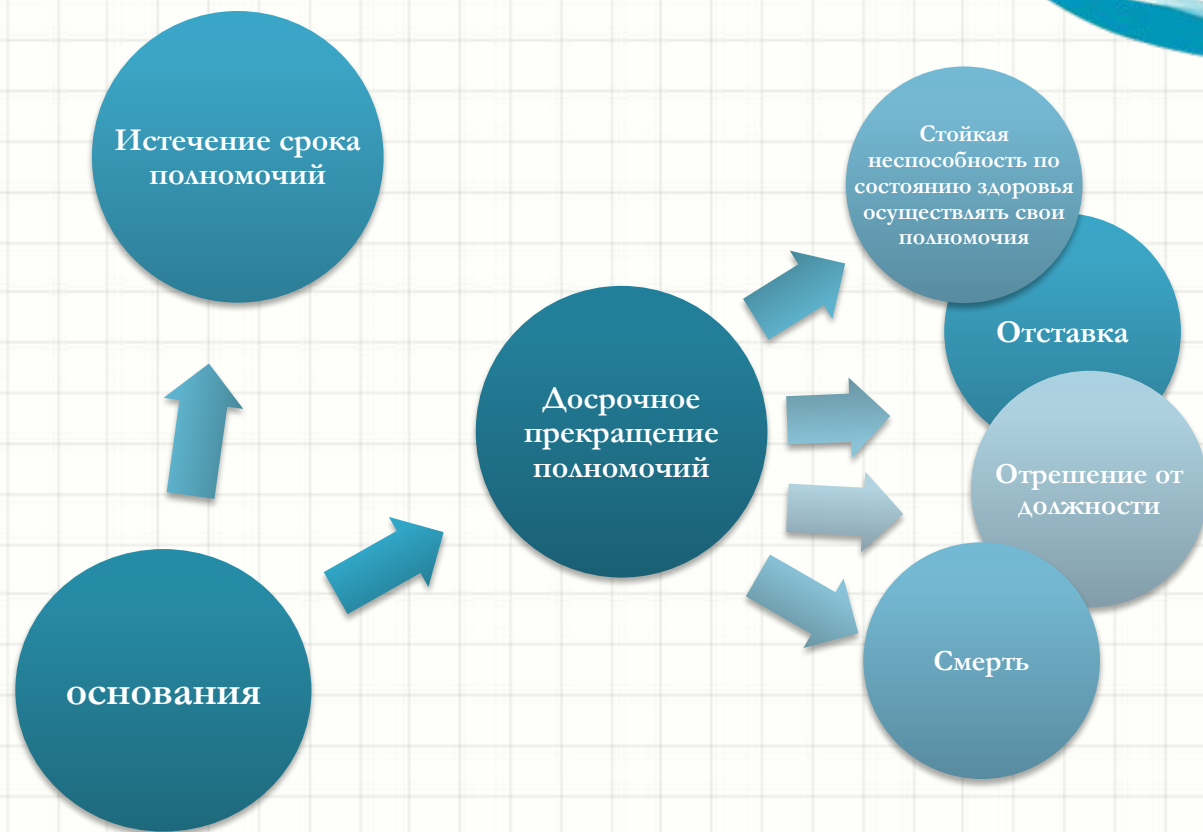 Истечение срока
полномочий
Стойкая
неспособность по
состоянию здоровья
осуществлять свои
полномочия
Отставка
Досрочное
прекращение
полномочий
Отрешение от
должности
Смерть
основания